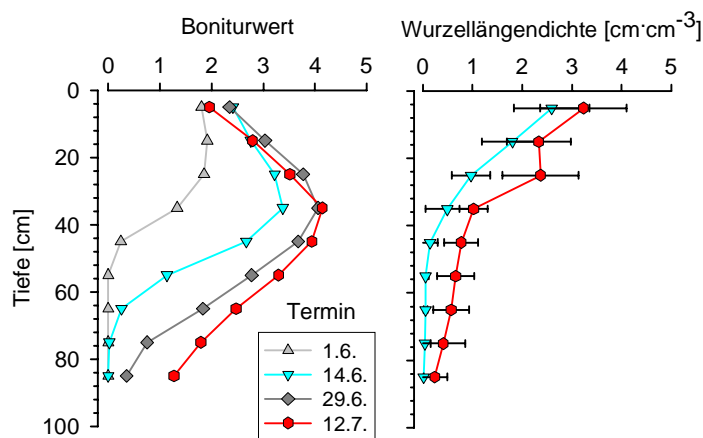 Boniturwert
Wurzellängendichte [cm·cm-3]
0 1 2 3 4 5
0 1 2 3 4 5
Tiefe [cm]
0
20
40
60
80
100
Termin
1.6.
14.6.
29.6.
12.7.